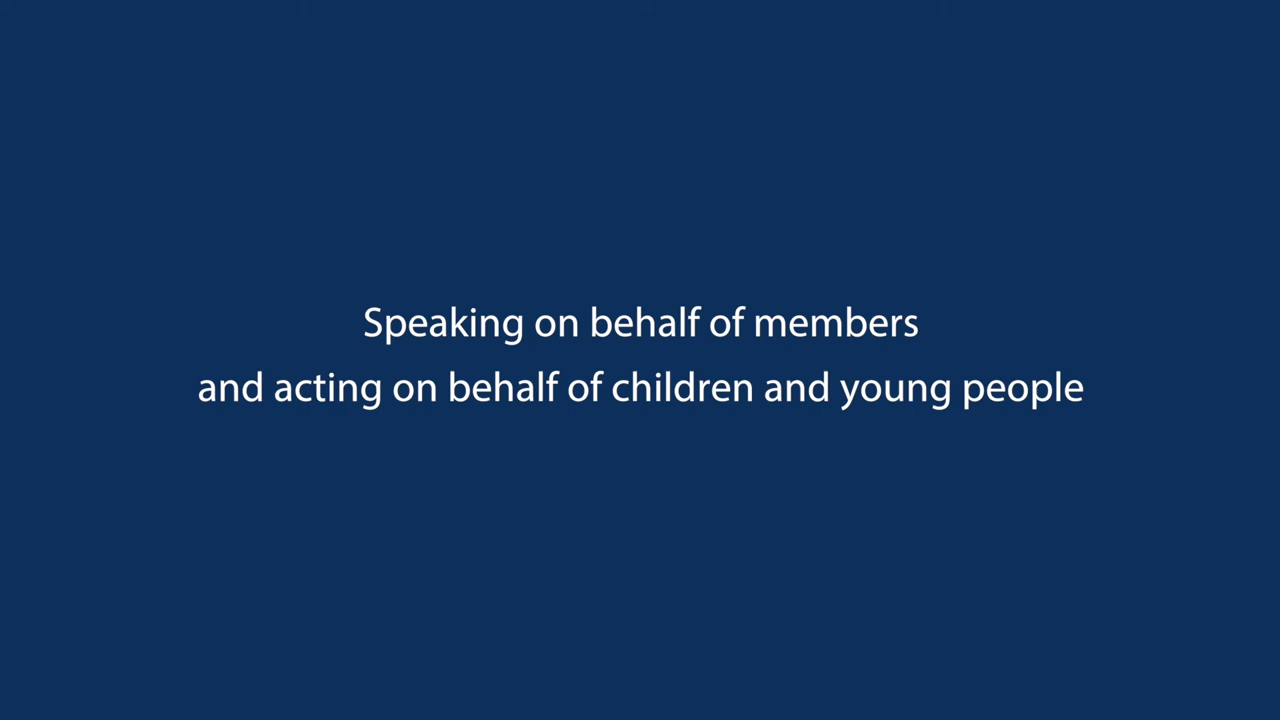 Speaking on behalf of members
and acting on behalf of children and young people